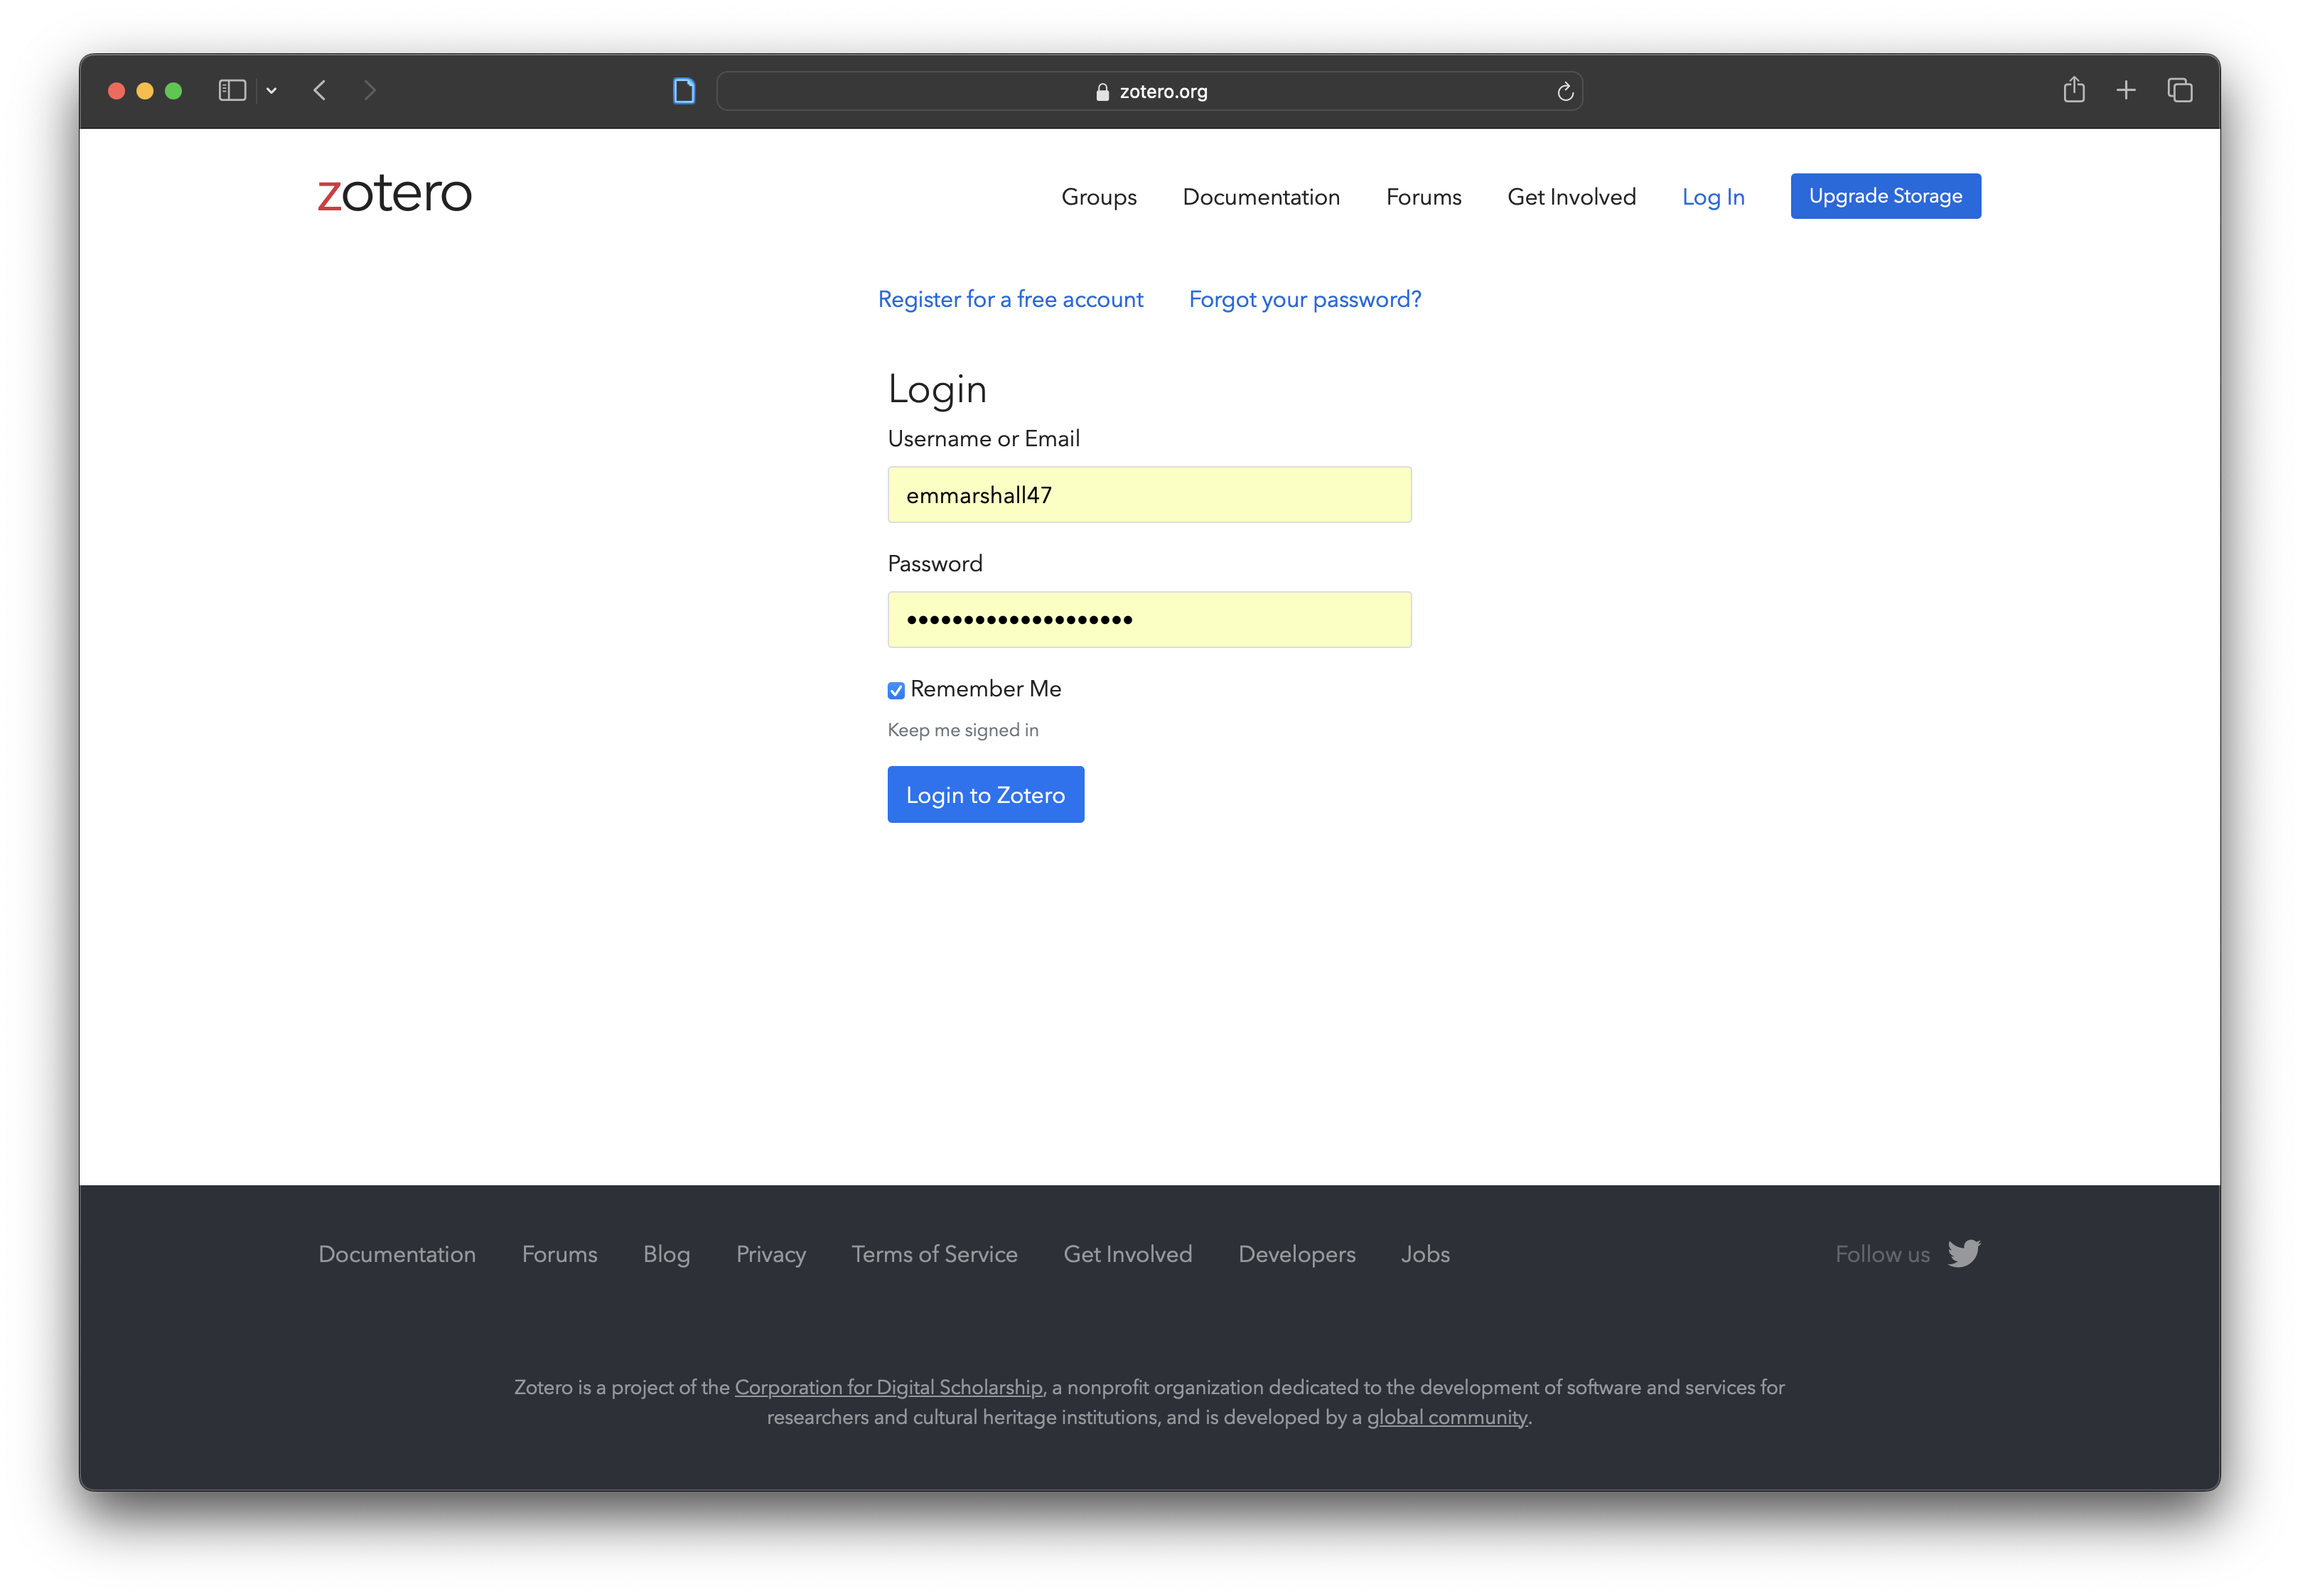 zotero.org
zotero
Groups Documentation Forums Get Involved Log In Upgrade Storage
Register for a free account Forgot your password?
Login
Username or Email
emmarshall47
Password
••••••••••••••••••••
Remember Me
Keep me signed in
Login to Zotero
Documentation Forums Blog Privacy Terms of Service Get Involved Developers Jobs Follow us
Zotero is a project of the Corporation for Digital Scholarship, a nonprofit organization dedicated to the development of software and services for
researchers and cultural heritage institutions, and is developed by a global community.